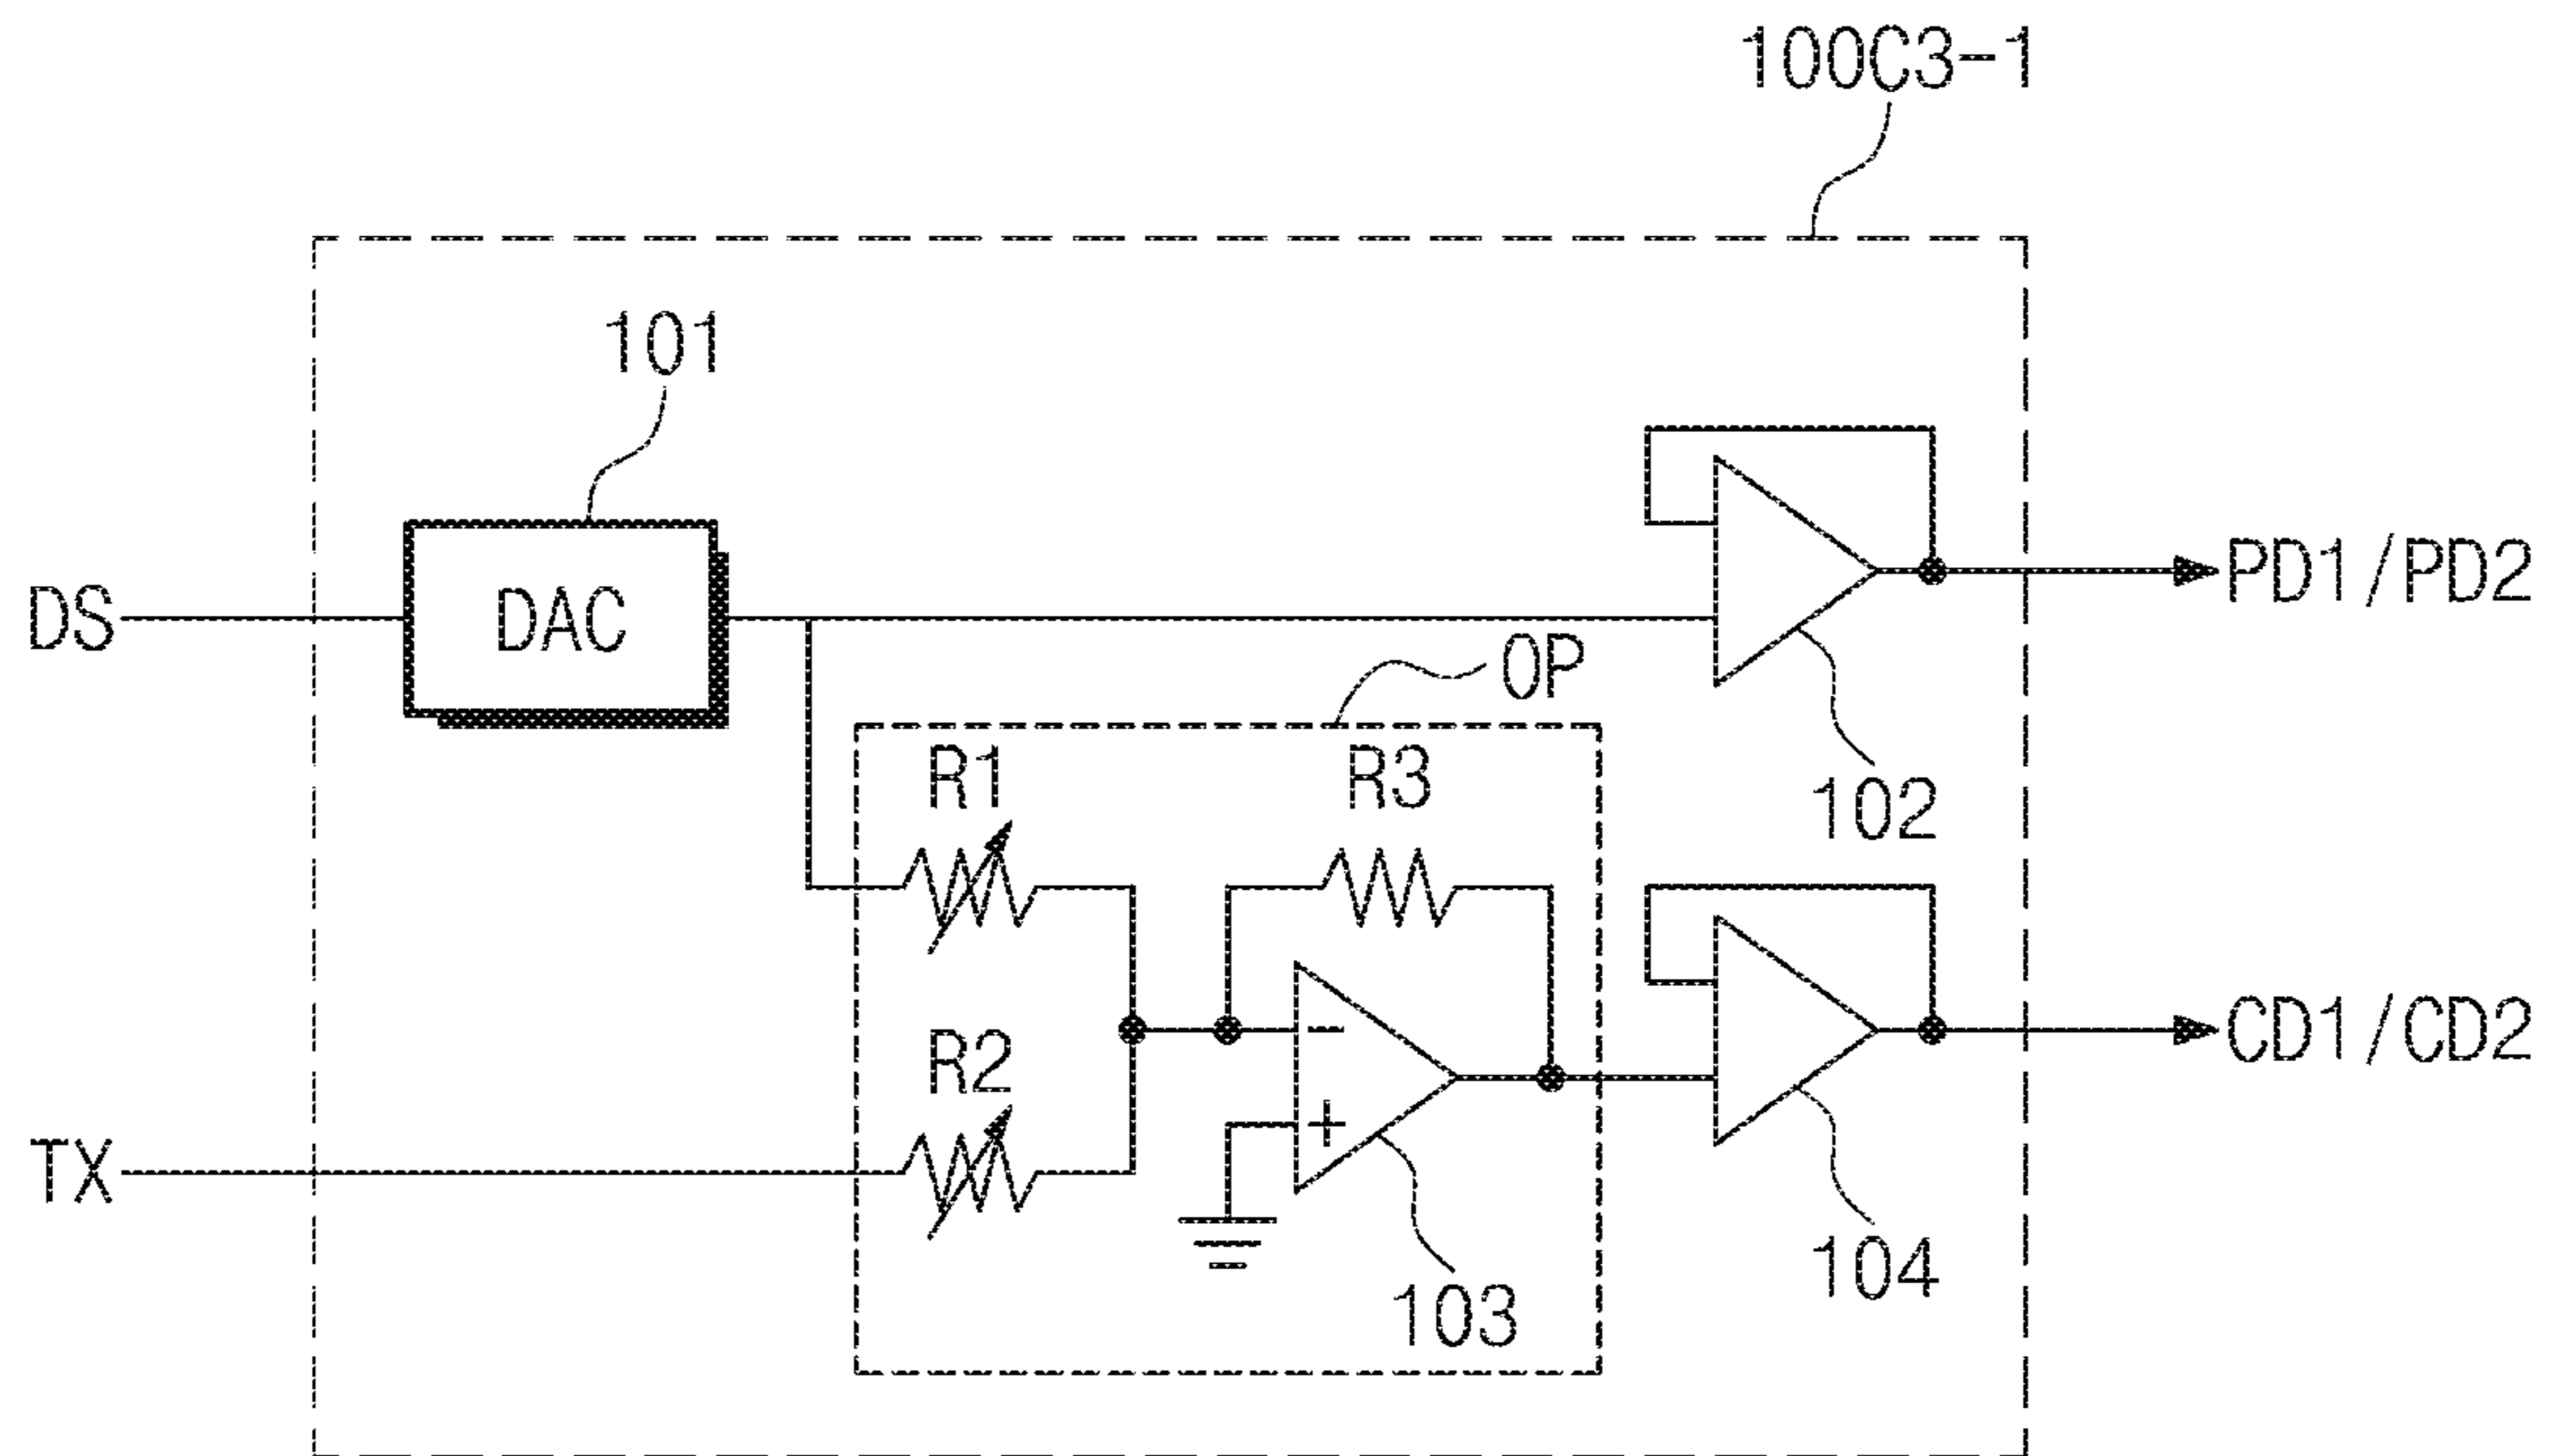 100C3-1
101
DS
DAC
PD1/PD2
OP
R1
R3
102
R2
-
+
CD1/CD2
TX
104
103